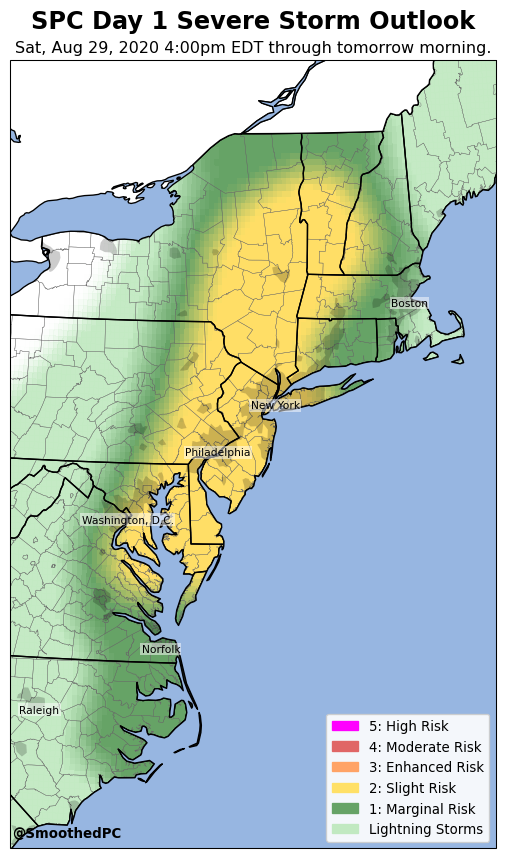 SPC Day 1 Severe Storm Outlook
Sat, Aug 29, 2020 4:00pm EDT through tomorrow morning.
Boston
New York
Philadelphia
Washington, D.C.
Norfolk
Raleigh
5: High Risk
4: Moderate Risk
3: Enhanced Risk
2: Slight Risk
1: Marginal Risk
Lightning Storms
@SmoothedPC